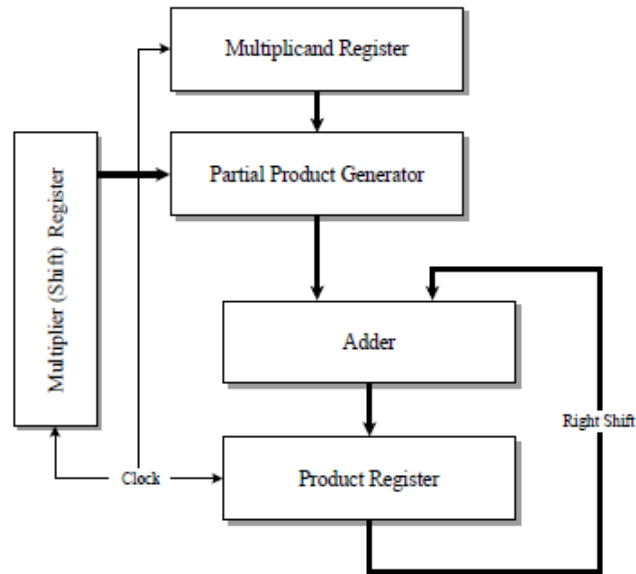 Multiplicand Register
Partial Product Generator
Multiplier (Shift) Register
Adder
Right Shift
Clock
Product Register